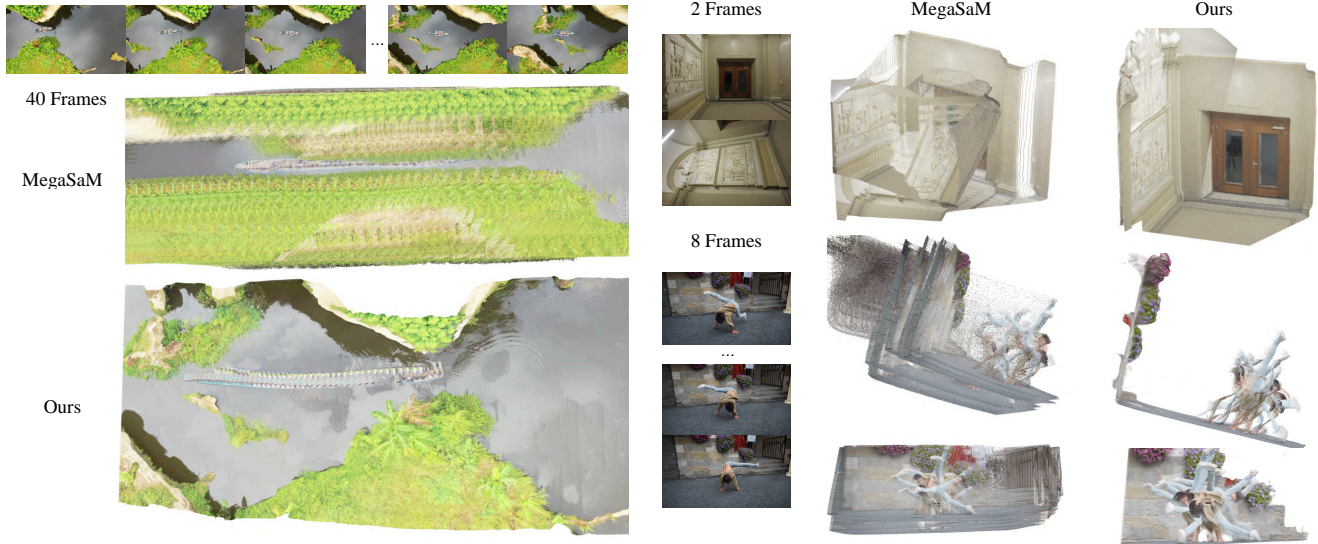 ...
40 Frames
MegaSaM
Ours
2 Frames
MegaSaM
Ours
8 Frames
...